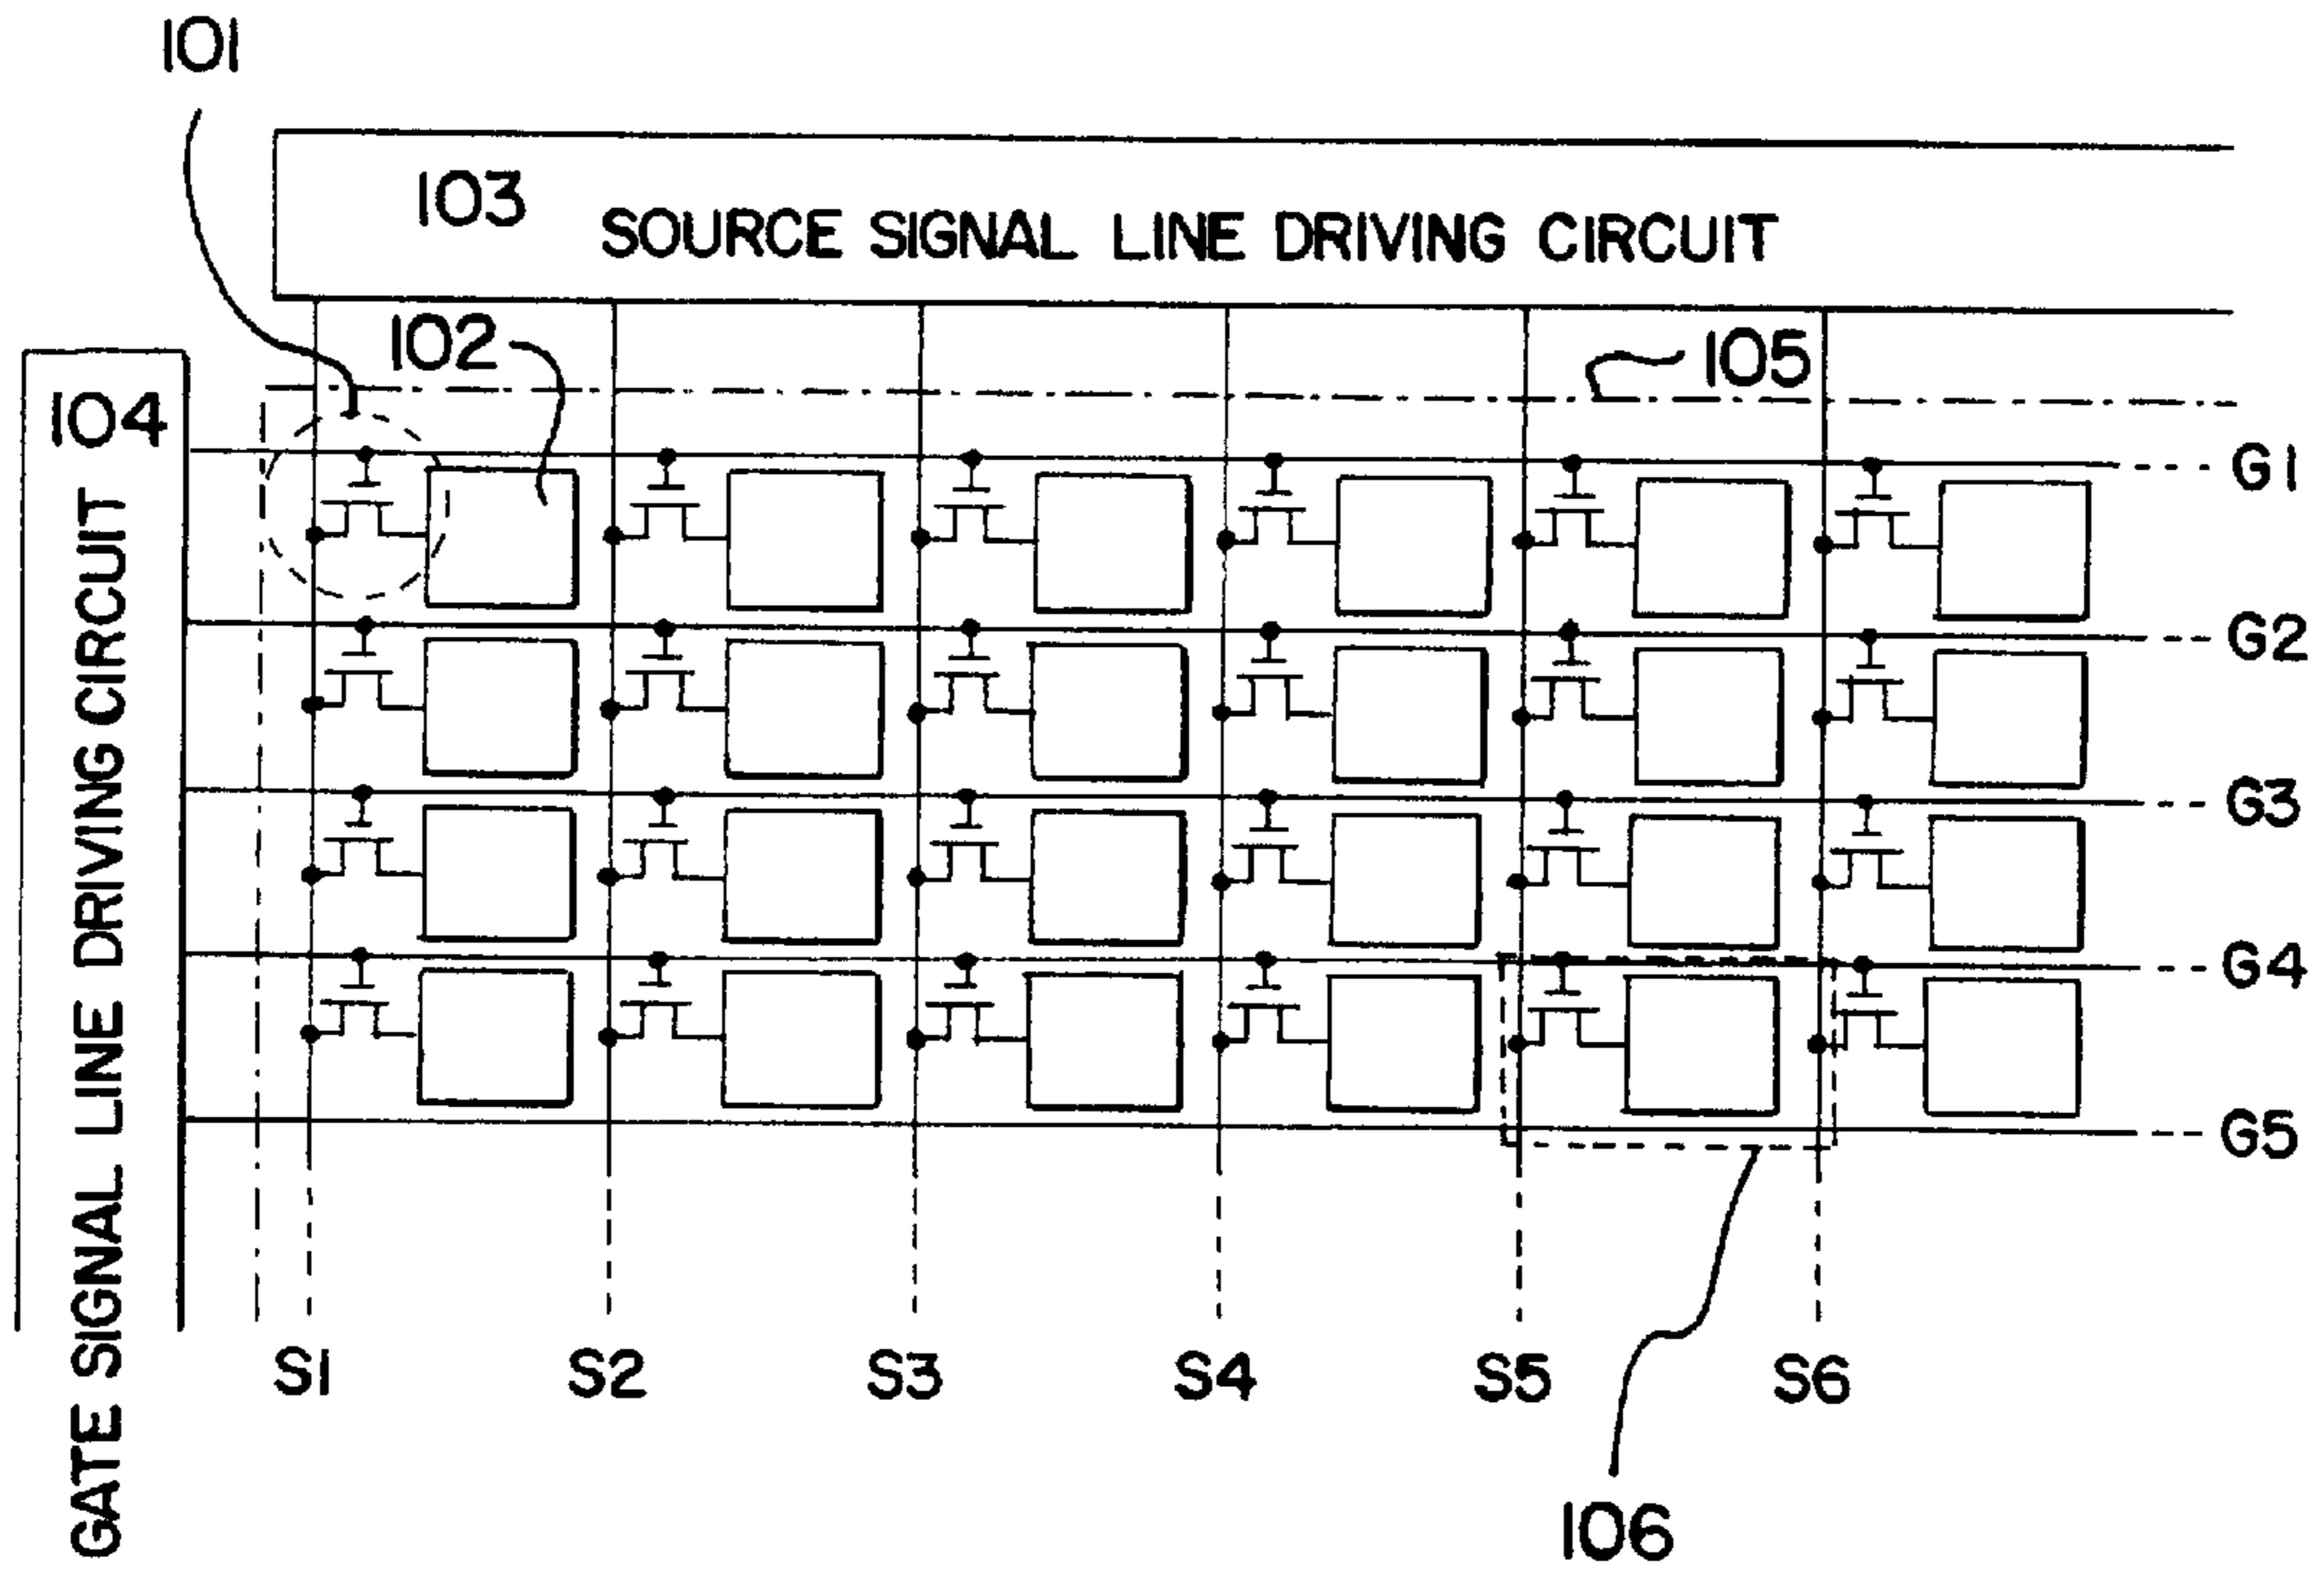 101
103
SOURCE SIGNAL LINE DRIVING CIRCUIT
102
105
104
GATE SIGNAL LINE DRIVING CIRCUIT
G1
G2
G3
G4
G5
S1
S2
S3
S4
S5
S6
106